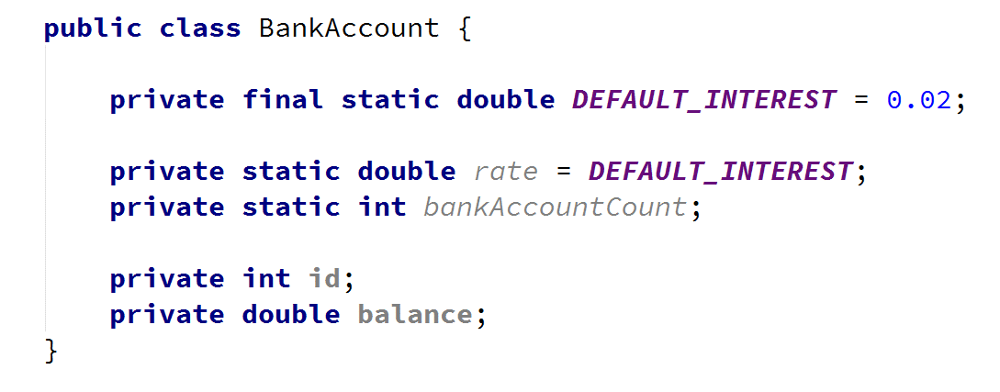 public class BankAccount {
    private final static double DEFAULT_INTEREST = 0.02;
    private static double rate = DEFAULT_INTEREST;
    private static int bankAccountCount;
    private int id;
    private double balance;
}